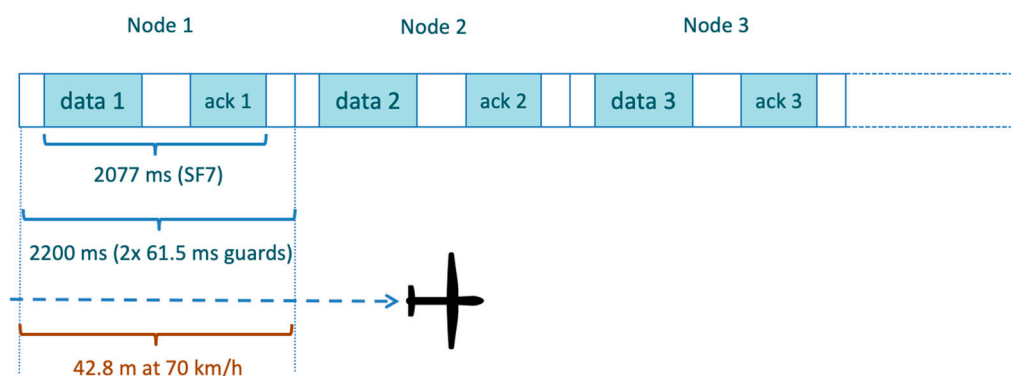 Node 1
Node 2
Node 3
data 1
ack 1
data 2
ack 2
data 3
ack 3
2077 ms (SF7)
2200 ms (2x 61.5 ms guards)
42.8 m at 70 km/h